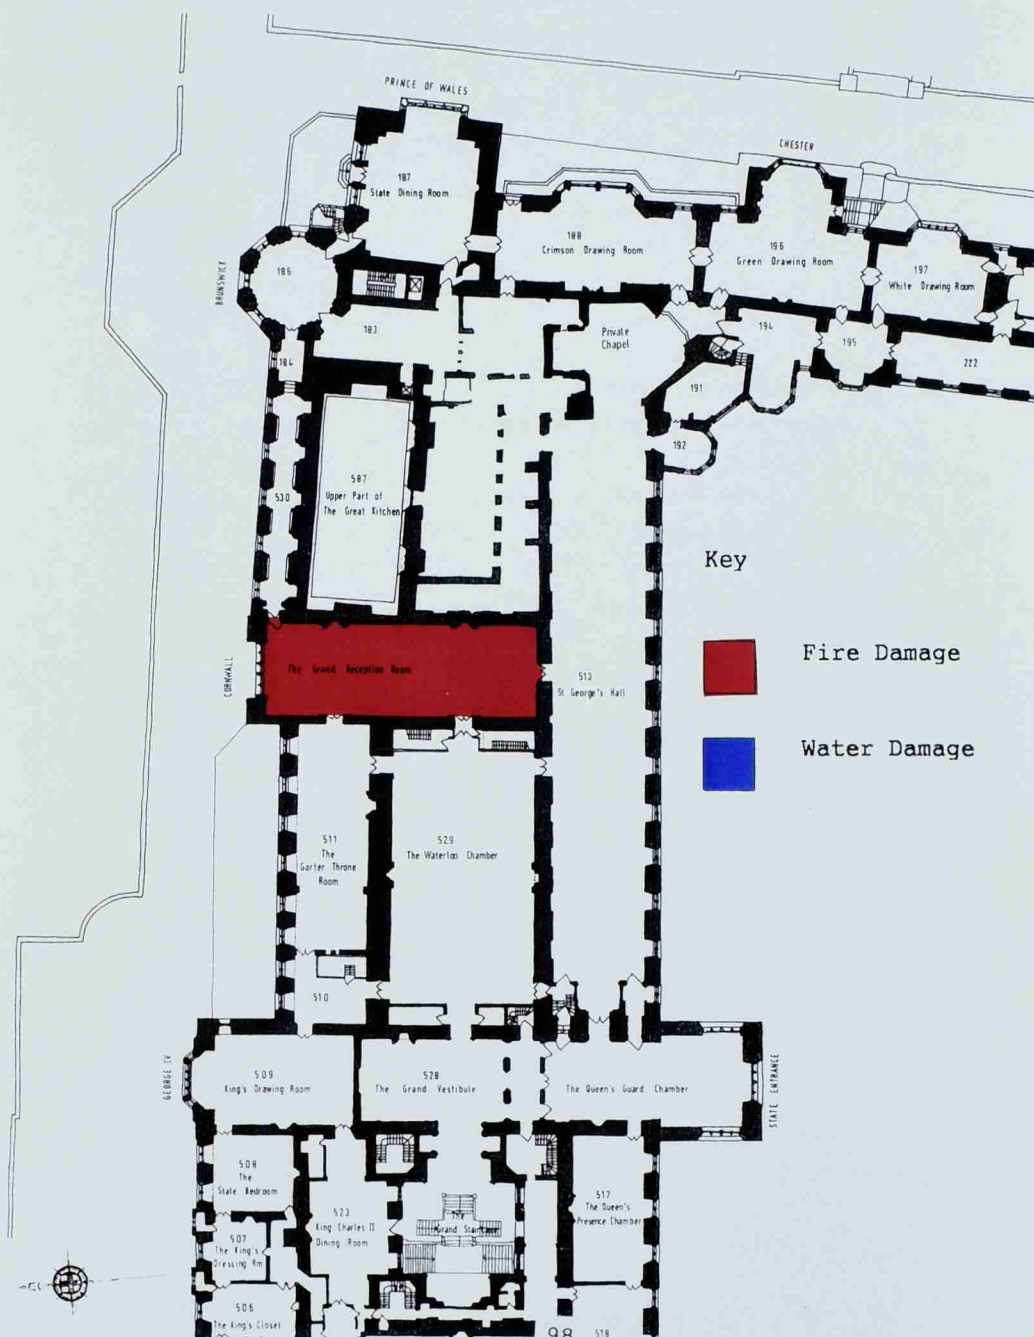 PRINCE OF WALES
CHESTER
187
State Dining Room
188
Crimson Drawing Room
196
Green Drawing Room
197
White Drawing Room
BRUNSWICK
186
183
Private
Chapel
194
195
222
184
191
192
587
Upper Part of
The Great Kitchen
530
Key
CORNWALL
The Grand Reception Room
513
St George's Hall
Fire Damage
Water Damage
511
The
Garter Throne
Room
529
The Waterloo Chamber
510
GEORGE IV
509
King's Drawing Room
528
The Grand Vestibule
The Queen's Guard Chamber
STATE ENTRANCE
508
The
State Bedroom
523
King Charles II
Dining Room
The
Grand Staircase
517
The Queen's
Presence Chamber
507
The King's
Dressing Rm
506
The King's Closet
98
518